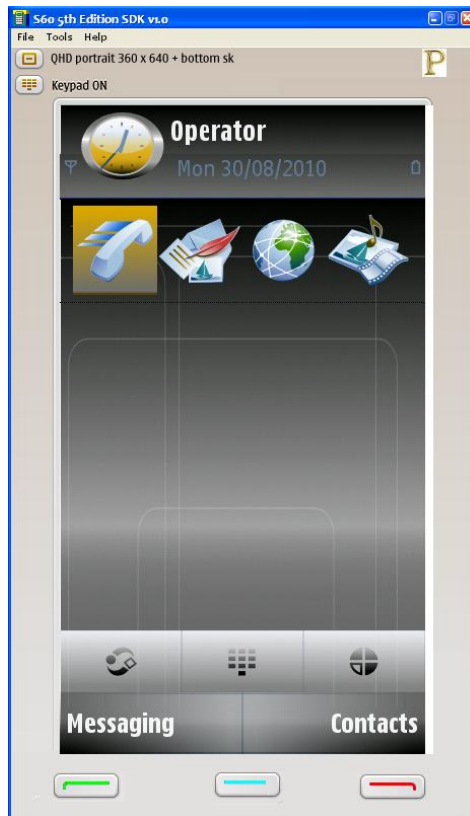 S60 5th Edition SDK v1.0
File Tools Help
QHD portrait 360 x 640 + bottom sk
P
Keypad ON
Operator
Mon 30/08/2010
Messaging
Contacts